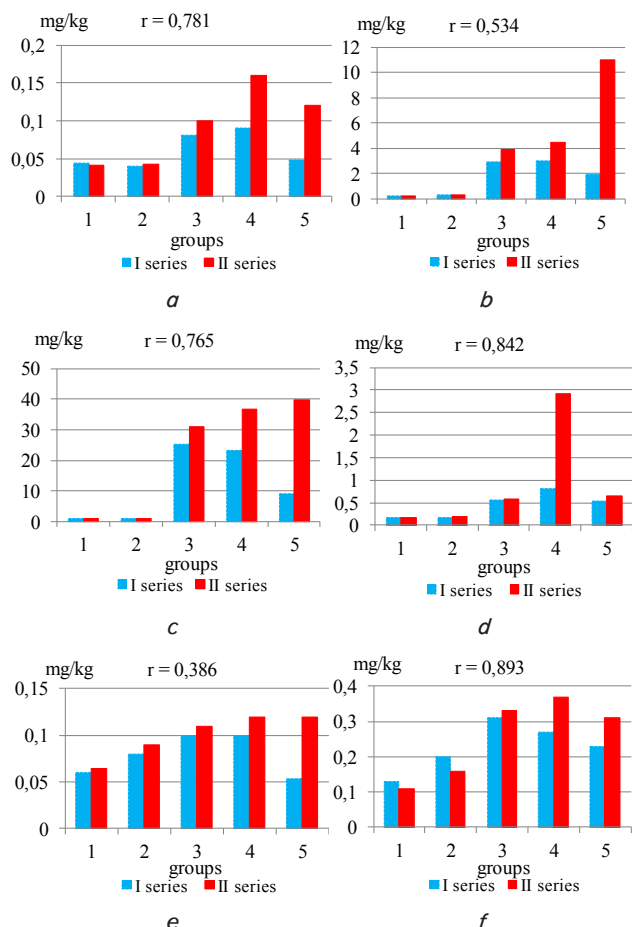 mg/kg r = 0,781
0,2
0,15
0,1
0,05
0
1 2 3 4 5
groups
I series II series
a
mg/kg r = 0,534
12
10
8
6
4
2
0
1 2 3 4 5
groups
I series II series
b
mg/kg r = 0,765
50
40
30
20
10
0
1 2 3 4 5
groups
I series II series
c
mg/kg r = 0,842
3,5
3
2,5
2
1,5
1
0,5
0
1 2 3 4 5
groups
I series II series
d
mg/kg r = 0,386
0,15
0,1
0,05
0
1 2 3 4 5
groups
I series II series
e
mg/kg r = 0,893
0,4
0,3
0,2
0,1
0
1 2 3 4 5
groups
I series II series
f